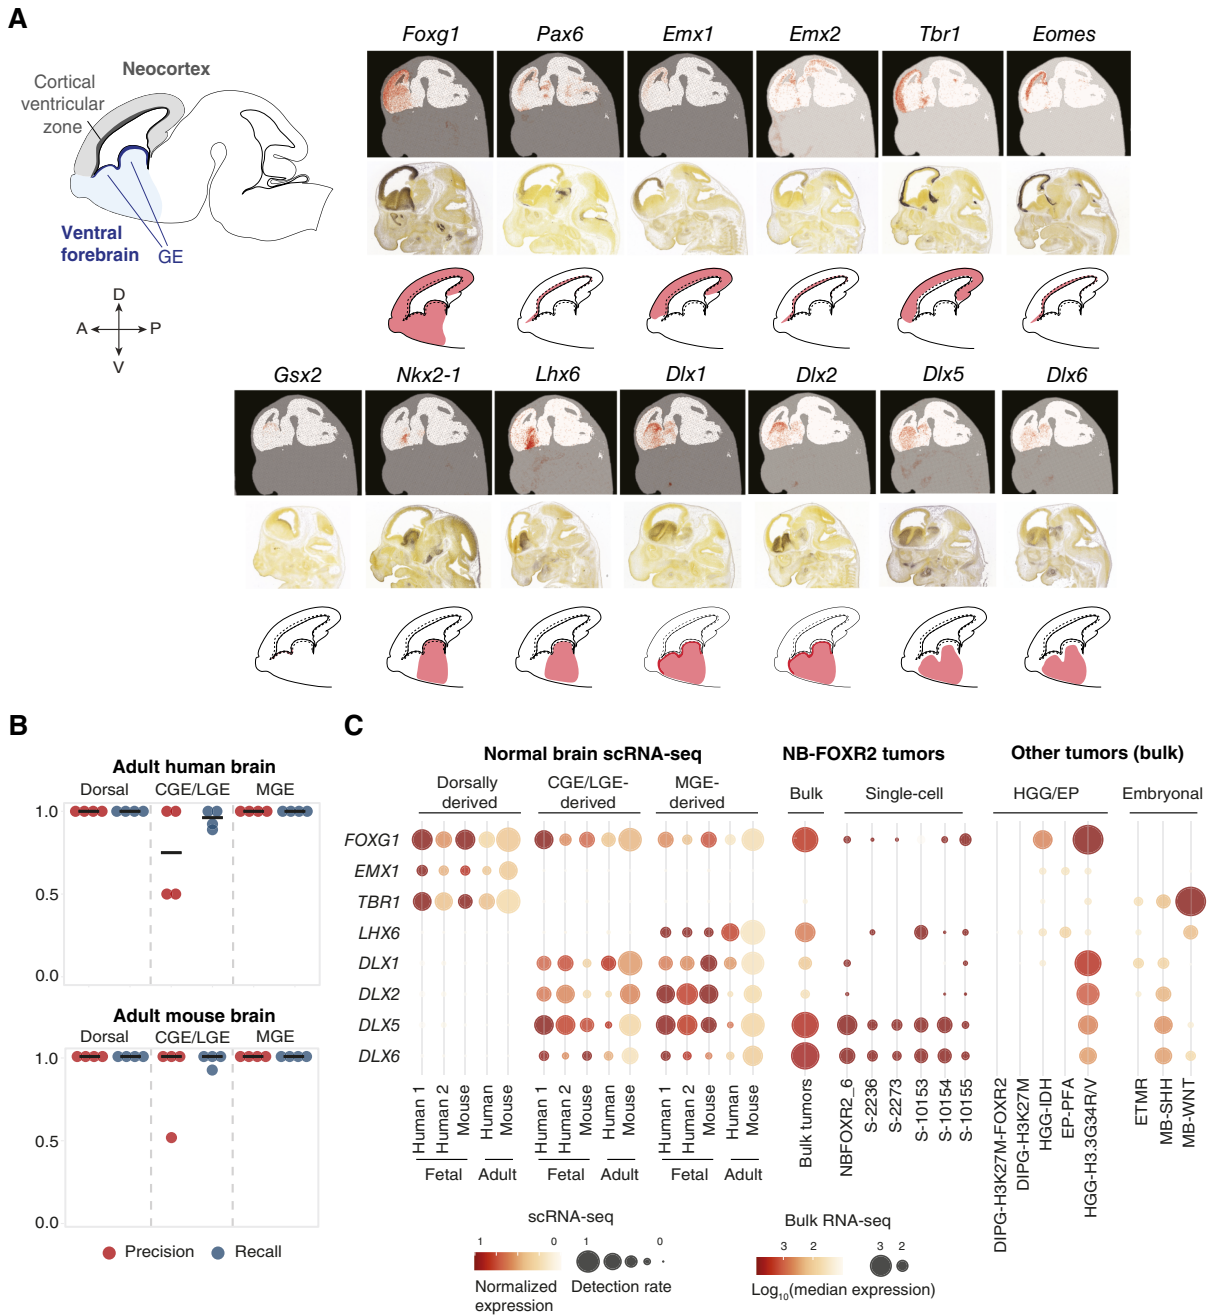 A
Foxg1 Pax6 Emx1 Emx2 Tbr1 Eomes
Neocortex
Cortical
ventricular
zone
Ventral
forebrain
GE
D
A P
V
Gsx2 Nkx2-1 Lhx6 Dlx1 Dlx2 Dlx5 Dlx6
B
Adult human brain
Dorsal CGE/LGE MGE
1.0
0.5
0.0
Adult mouse brain
Dorsal CGE/LGE MGE
1.0
0.5
0.0
Precision Recall
C
Normal brain scRNA-seq NB-FOXR2 tumors Other tumors (bulk)
Dorsally
derived
CGE/LGE-
derived
MGE-
derived
Bulk Single-cell HGG/EP Embryonal
FOXG1
EMX1
TBR1
LHX6
DLX1
DLX2
DLX5
DLX6
Human 1
Human 2
Mouse
Human
Mouse
Human 1
Human 2
Mouse
Human
Mouse
Human 1
Human 2
Mouse
Human
Mouse
Fetal Adult Fetal Adult Fetal Adult
Bulk tumors
NBFOXR2_6
S-2236
S-2273
S-10153
S-10154
S-10155
DIPG-H3K27M-FOXR2
DIPG-H3K27M
HGG-IDH
EP-PFA
HGG-H3.3G34R/V
ETMR
MB-SHH
MB-WNT
scRNA-seq
1 0 1 0
Normalized
expression
Detection rate
Bulk RNA-seq
3 2 3 2
Log10(median expression)